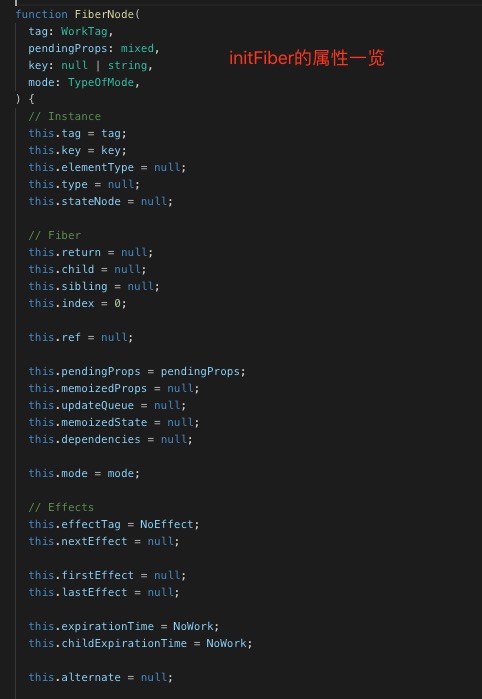 function FiberNode(
tag: WorkTag,
pendingProps: mixed,
initFiber的属性一览
key: null | string,
mode: TypeOfMode,
) {
// Instance
this.tag = tag;
this.key = key;
this.elementType = null;
this.type = null;
this.stateNode = null;
// Fiber
this.return = null;
this.child = null;
this.sibling = null;
this.index = 0;
this.ref = null;
this.pendingProps = pendingProps;
this.memoizedProps = null;
this.updateQueue = null;
this.memoizedState = null;
this.dependencies = null;
this.mode = mode;
// Effects
this.effectTag = NoEffect;
this.nextEffect = null;
this.firstEffect = null;
this.lastEffect = null;
this.expirationTime = NoWork;
this.childExpirationTime = NoWork;
this.alternate = null;